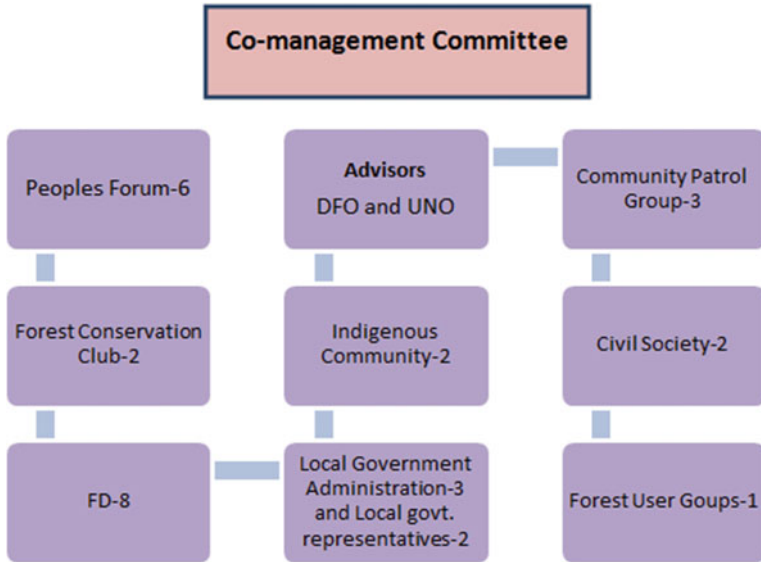 Co-management Committee
Peoples Forum-6
Forest Conservation
Club-2
FD-8
Advisors
DFO and UNO
Indigenous
Community-2
Local Government
Administration-3
and Local govt.
representatives-2
Community Patrol
Group-3
Civil Society-2
Forest User Goups-1